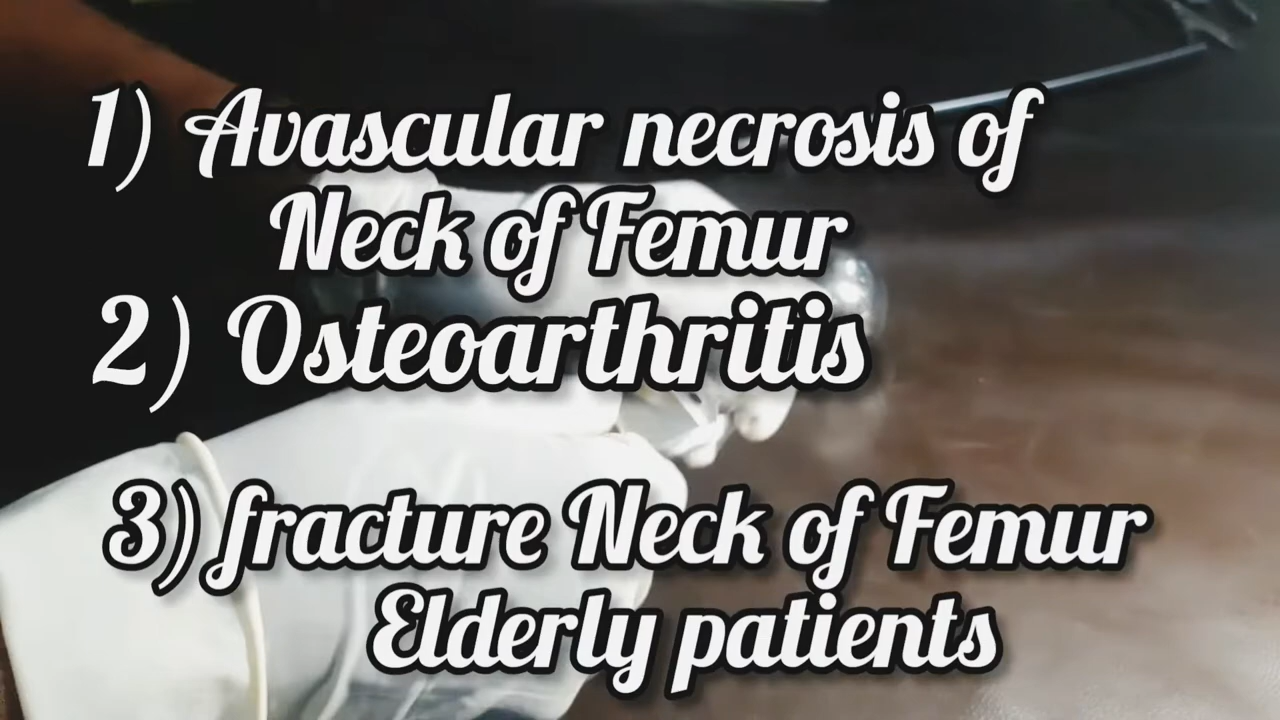 1) Avascular necrosis of
Neck of Femur
2) Osteoarthritis
3) fracture Neck of Femur
Elderly patients